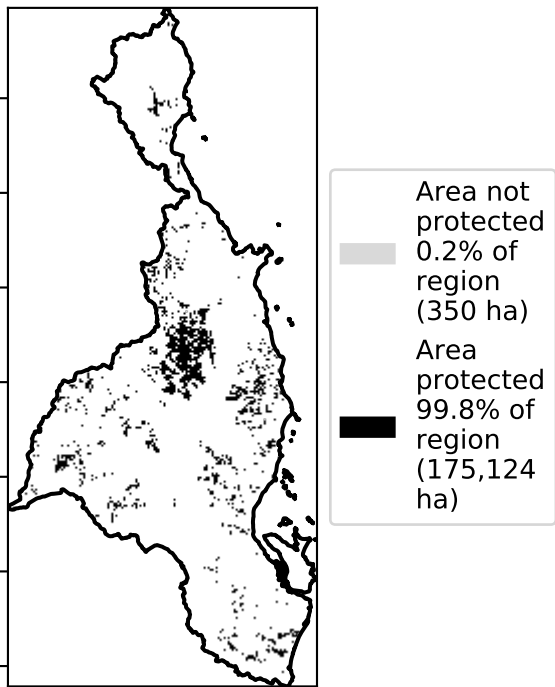 Area not
protected
0.2% of
region
(350 ha)
Area
protected
99.8% of
region
(175,124
ha)